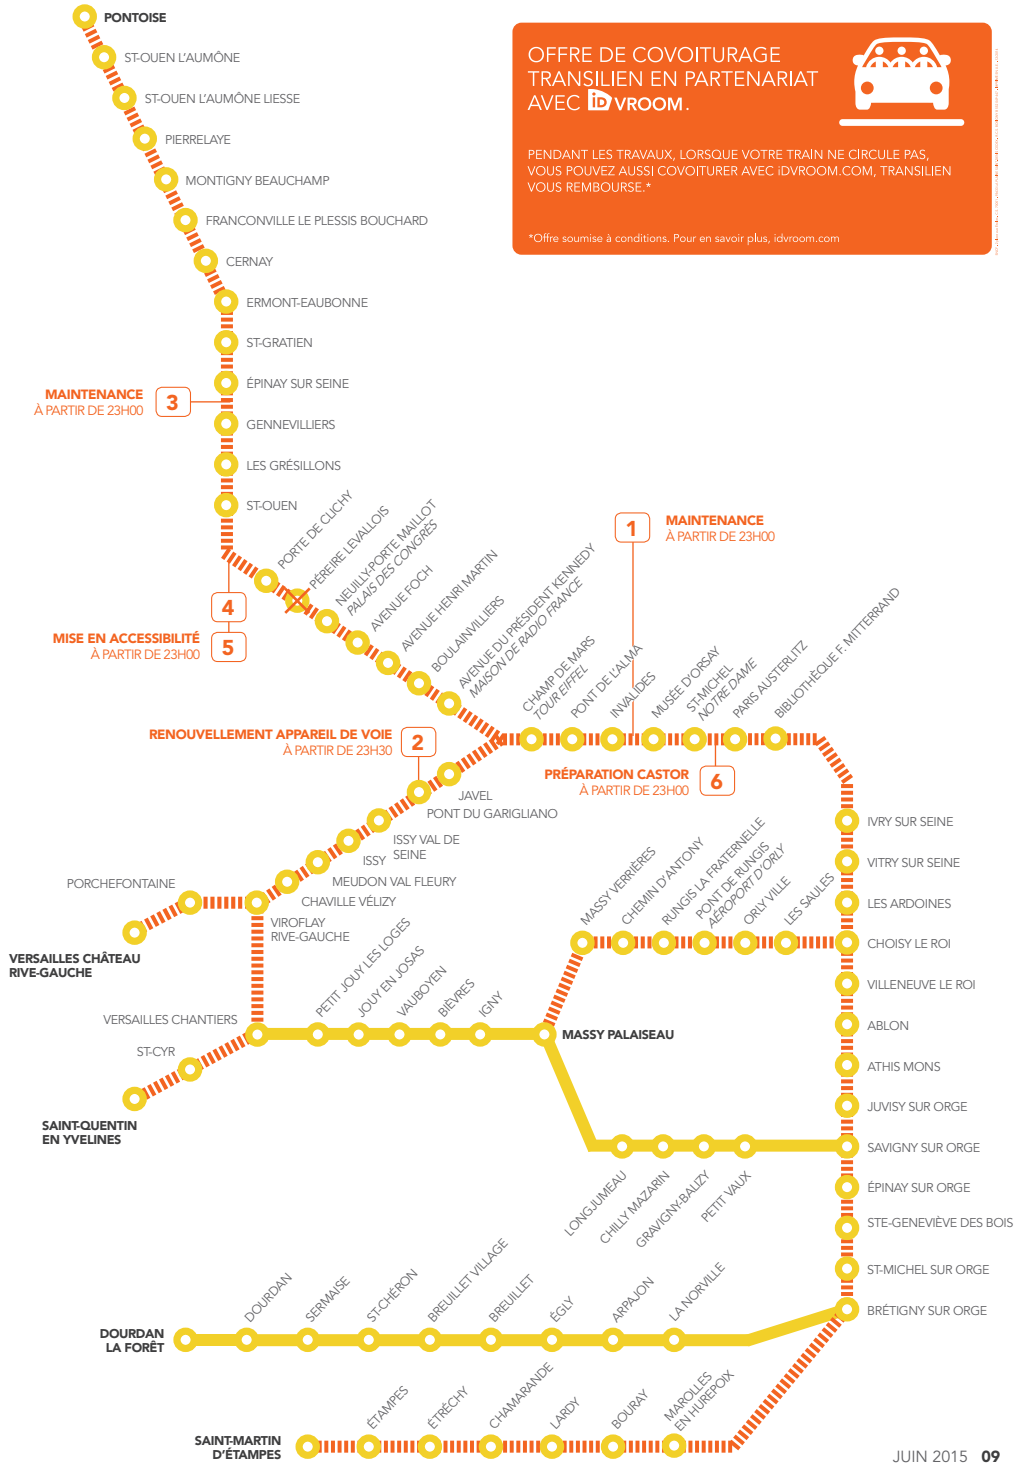 PONTOISE
ST-OUEN L'AUMÔNE
ST-OUEN L'AUMÔNE LIESSE
PIERRELAYE
MONTIGNY BEAUCHAMP
FRANCONVILLE LE PLESSIS BOUCHARD
CERNAY
ERMONT-EAUBONNE
ST-GRATIEN
ÉPINAY SUR SEINE
GENNEVILLIERS
LES GRÉSILLONS
ST-OUEN
OFFRE DE COVOITURAGE
TRANSILIEN EN PARTENARIAT
AVEC iD VROOM.
PENDANT LES TRAVAUX, LORSQUE VOTRE TRAIN NE CIRCULE PAS,
VOUS POUVEZ AUSSI COVOITURER AVEC iDVROOM.COM, TRANSILIEN
VOUS REMBOURSE.*
*Offre soumise à conditions. Pour en savoir plus, idvroom.com
MAINTENANCE
À PARTIR DE 23H00
3
PORTE DE CLICHY
PÉREIRE LEVALLOIS
NEUILLY-PORTE MAILLOT
PALAIS DES CONGRÈS
AVENUE FOCH
AVENUE HENRI MARTIN
BOULAINVILLIERS
AVENUE DU PRÉSIDENT KENNEDY
MAISON DE RADIO FRANCE
1
MAINTENANCE
À PARTIR DE 23H00
4
MISE EN ACCESSIBILITÉ
À PARTIR DE 23H00
5
CHAMP DE MARS
TOUR EIFFEL
PONT DE L'ALMA
INVALIDES
MUSÉE D'ORSAY
ST-MICHEL
NOTRE DAME
PARIS AUSTERLITZ
BIBLIOTHÈQUE F. MITTERRAND
RENOUVELLEMENT APPAREIL DE VOIE
À PARTIR DE 23H30
2
PRÉPARATION CASTOR
À PARTIR DE 23H00
6
JAVEL
PONT DU GARIGLIANO
ISSY VAL DE
SEINE
ISSY
MEUDON VAL FLEURY
CHAVILLE VÉLIZY
VIROFLAY
RIVE-GAUCHE
PORCHEFONTAINE
VERSAILLES CHÂTEAU
RIVE-GAUCHE
VERSAILLES CHANTIERS
ST-CYR
SAINT-QUENTIN
EN YVELINES
PETIT JOUY LES LOGES
JOUY EN JOSAS
VAUBOYEN
BIÈVRES
IGNY
MASSY PALAISEAU
MASSY VERRIÈRES
CHEMIN D'ANTONY
RUNGIS LA FRATERNELLE
PONT DE RUNGIS
AÉROPORT D'ORLY
ORLY VILLE
LES SAULES
IVRY SUR SEINE
VITRY SUR SEINE
LES ARDOINES
CHOISY LE ROI
VILLENEUVE LE ROI
ABLON
ATHIS MONS
JUVISY SUR ORGE
SAVIGNY SUR ORGE
ÉPINAY SUR ORGE
STE-GENEVIÈVE DES BOIS
ST-MICHEL SUR ORGE
BRÉTIGNY SUR ORGE
LONGJUMEAU
CHILLY MAZARIN
GRAVIGNY-BALIZY
PETIT VAUX
DOURDAN
LA FORÊT
DOURDAN
SERMAISE
ST-CHÉRON
BREUILLET VILLAGE
BREUILLET
ÉGLY
ARPAJON
LA NORVILLE
SAINT-MARTIN
D'ÉTAMPES
ÉTAMPES
ÉTRÉCHY
CHAMARANDE
LARDY
BOURAY
MAROLLES
EN HUREPOIX
JUIN 2015 09